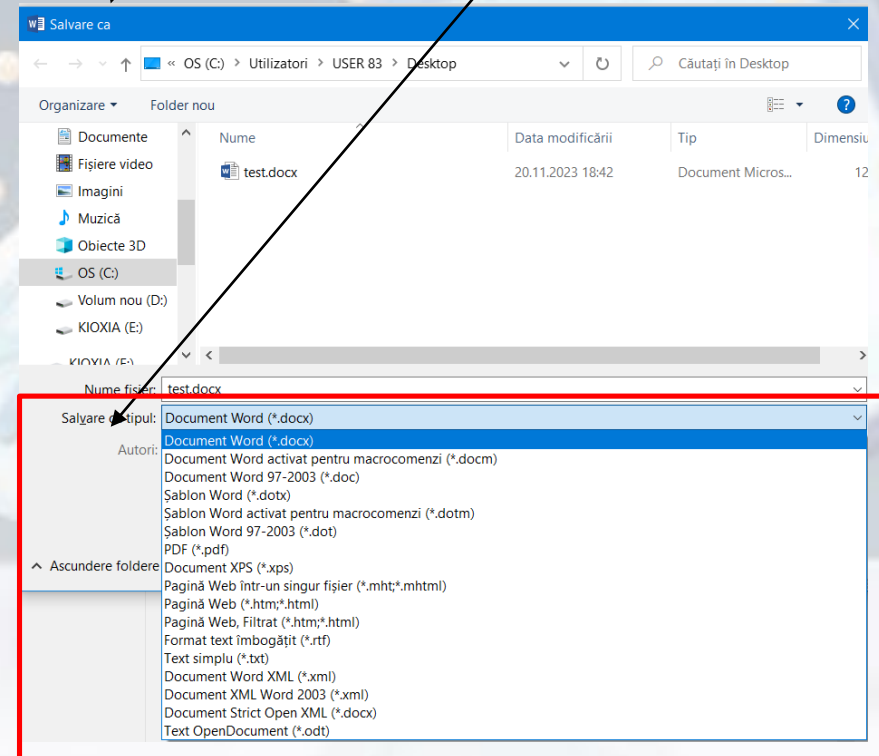 Salvare ca
« OS (C:) > Utilizatori > USER 83 > Desktop
Căutați în Desktop
Organizare
Folder nou
Documente
Fișiere video
Imagini
Muzică
Obiecte 3D
OS (C:)
Volum nou (D:)
KIOXIA (E:)
KIOXIA (E:)
Nume Data modificării Tip Dimensiu
test.docx 20.11.2023 18:42 Document Micros... 12
Nume fișier: test.docx
Salvare cu tipul: Document Word (*.docx)
Autori:
Document Word (*.docx)
Document Word activat pentru macrocomenzi (*.docm)
Document Word 97-2003 (*.doc)
Șablon Word (*.dotx)
Șablon Word activat pentru macrocomenzi (*.dotm)
Șablon Word 97-2003 (*.dot)
PDF (*.pdf)
Document XPS (*.xps)
Pagină Web într-un singur fișier (*.mht;*.mhtml)
Pagină Web (*.htm;*.html)
Pagină Web, Filtrat (*.htm;*.html)
Format text îmbogățit (*.rtf)
Text simplu (*.txt)
Document Word XML (*.xml)
Document XML Word 2003 (*.xml)
Document Strict Open XML (*.docx)
Text OpenDocument (*.odt)
Ascundere foldere